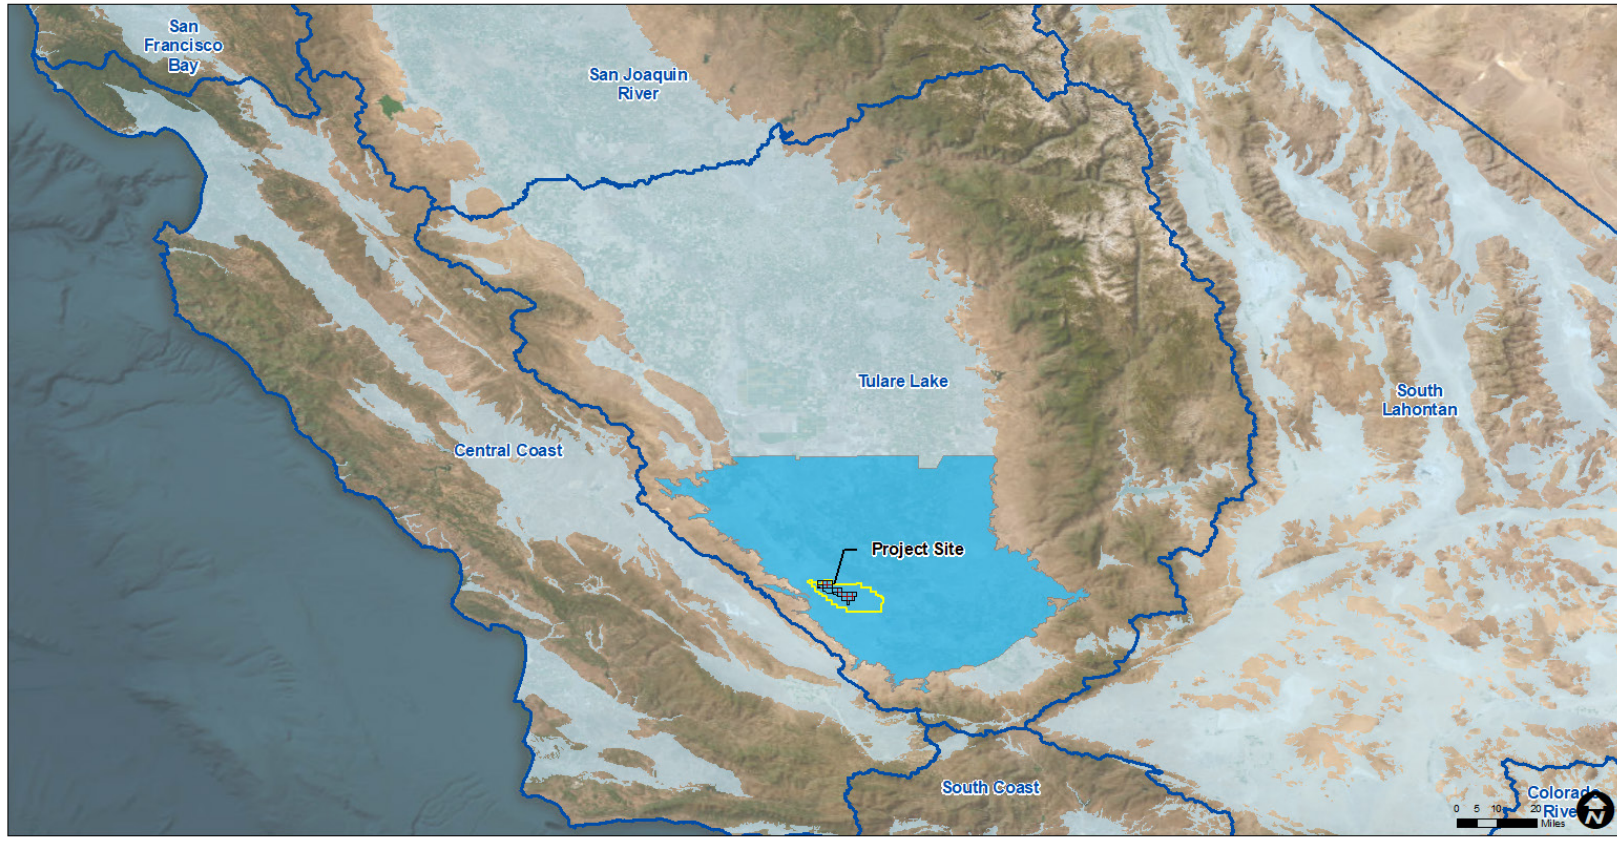 San
Francisco
Bay
San Joaquin
River
Tulare Lake
South
Lahontan
Central Coast
Project Site
South Coast
Colorado
River
0 5 10 20
Miles
N